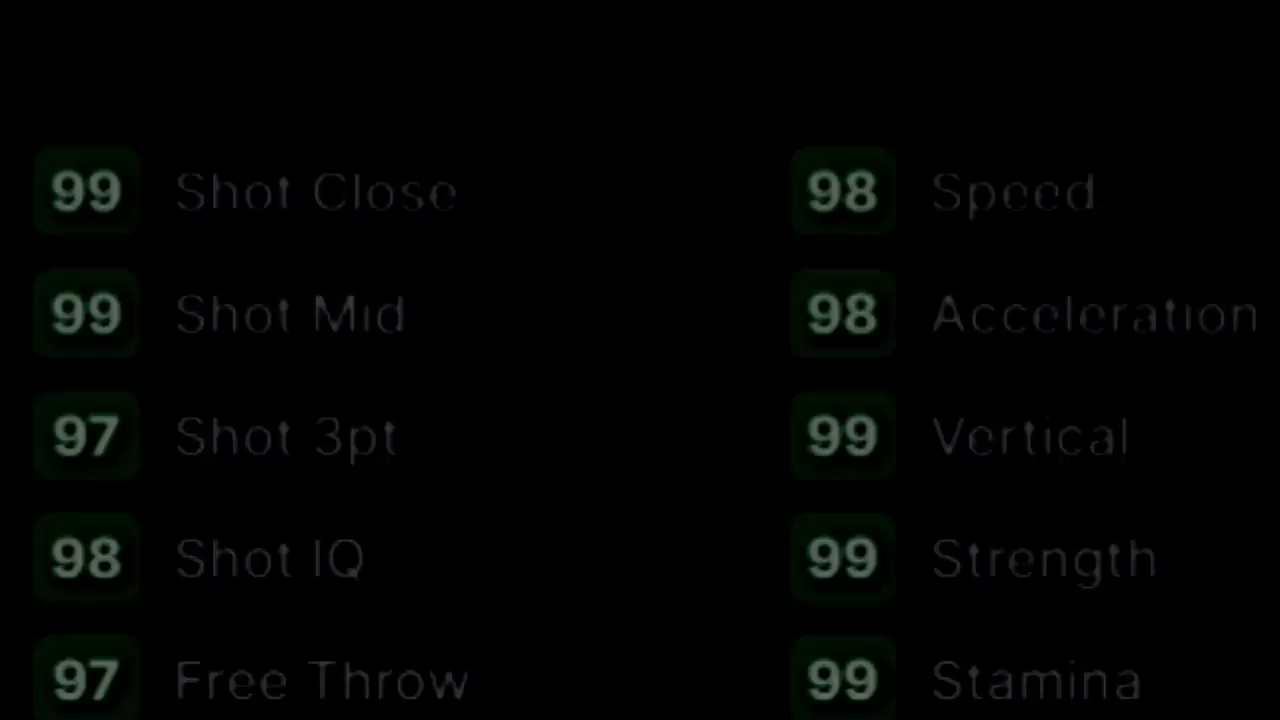 99 Shot Close
99 Shot Mid
97 Shot 3pt
98 Shot IQ
97 Free Throw
98 Speed
98 Acceleration
99 Vertical
99 Strength
99 Stamina